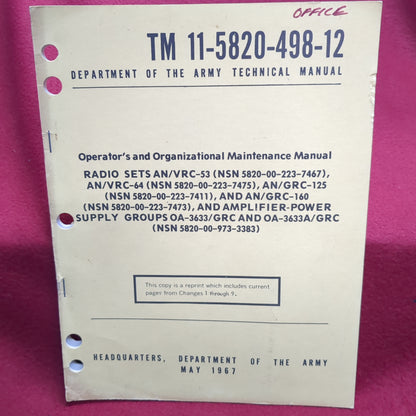 OFFICE
TM 11-5820-498-12
DEPARTMENT OF THE ARMY TECHNICAL MANUAL
Operator's and Organizational Maintenance Manual
RADIO SETS AN/VRC-53 (NSN 5820-00-223-7467),
AN/VRC-64 (NSN 5820-00-223-7475), AN/GRC-125
(NSN 5820-00-223-7411), AND AN/GRC-160
(NSN 5820-00-223-7473), AND AMPLIFIER-POWER
SUPPLY GROUPS OA-3633/GRC AND OA-3633A/GRC
(NSN 5820-00-973-3383)
This copy is a reprint which includes current
pages from Changes 1 through 9.
HEADQUARTERS, DEPARTMENT OF THE ARMY
MAY 1967